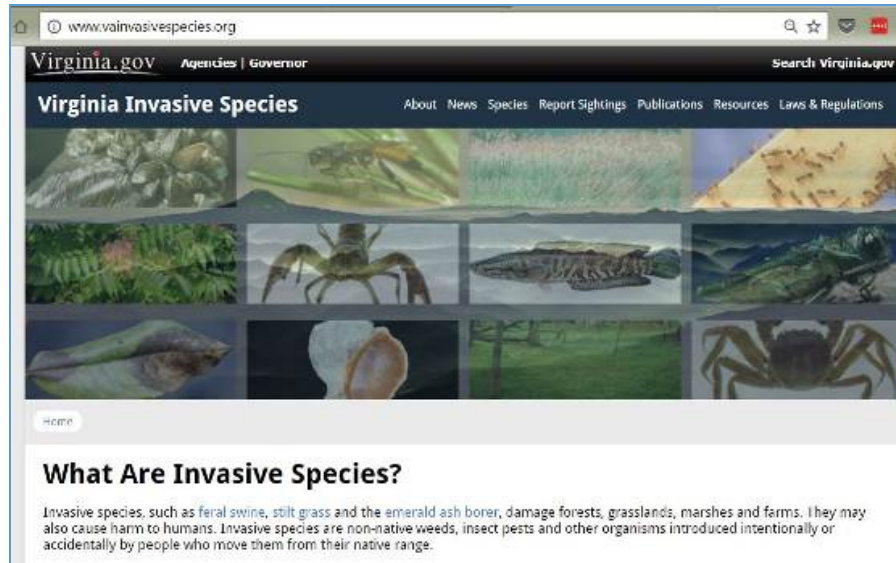 www.vainvasivespecies.org
Virginia.gov Agencies | Governor Search Virginia.gov
Virginia Invasive Species About News Species Report Sightings Publications Resources Laws & Regulations
Home
What Are Invasive Species?
Invasive species, such as feral swine, stilt grass and the emerald ash borer, damage forests, grasslands, marshes and farms. They may
also cause harm to humans. Invasive species are non-native weeds, insect pests and other organisms introduced intentionally or
accidentally by people who move them from their native range.